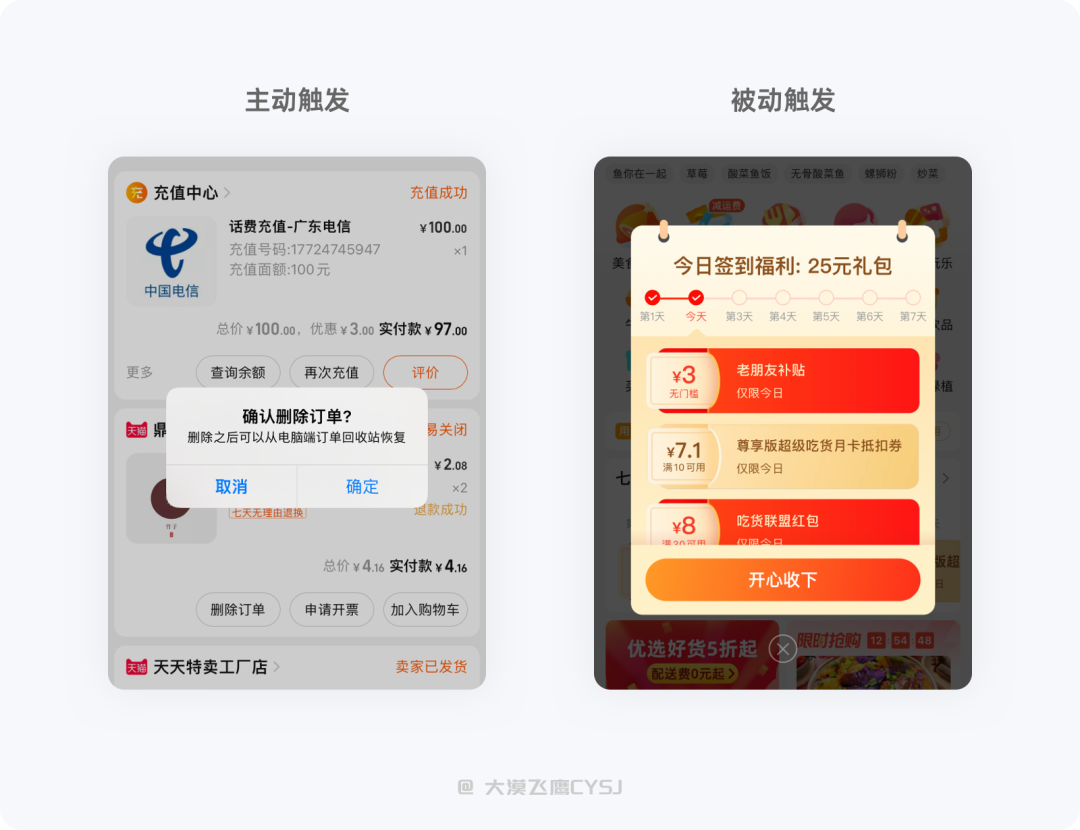 主动触发
被动触发
充 充值中心
充值成功
话费充值-广东电信
¥100.00
充值号码:17724745947
×1
充值面额:100元
中国电信
总价¥100.00，优惠¥3.00 实付款¥97.00
更多
查询余额
再次充值
评价
天猫 鼎
易关闭
确认删除订单?
删除之后可以从电脑端订单回收站恢复
取消
确定
¥2.08
×2
七天无理由退换
退款成功
总价¥4.16 实付款¥4.16
删除订单
申请开票
加入购物车
天猫 天天特卖工厂店
卖家已发货
鱼你在一起
草莓
酸菜鱼饭
无骨酸菜鱼
螺狮粉
炒菜
减运费
美食
玩乐
今日签到福利: 25元礼包
第1天
今天
第3天
第4天
第5天
第6天
第7天
¥3
无门槛
老朋友补贴
仅限今日
¥7.1
满10可用
尊享版超级吃货月卡抵扣券
仅限今日
七
¥8
满30可用
吃货联盟红包
仅限今日
版超
开心收下
优选好货5折起
配送费0元起
限时抢购 12 54 48
@ 大漠飞鹰CYSJ